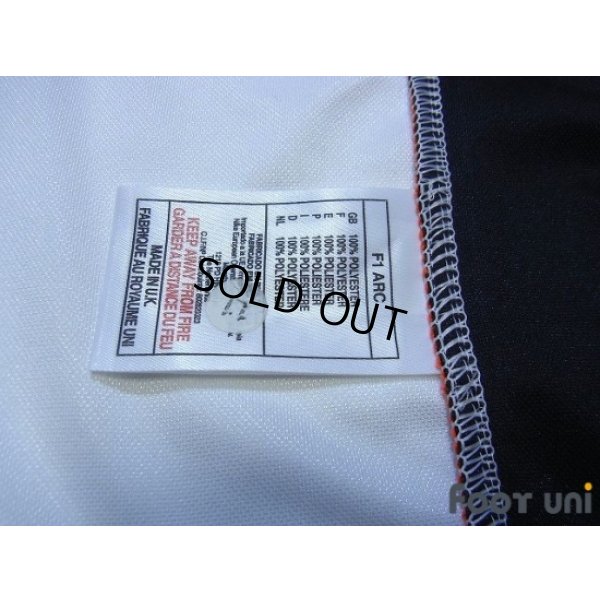 F1 ARC
GB 100% POLYESTER
F 100% POLYESTER
E 100% POLIESTER
P 100% POLIESTER
I 100% POLIESTERE
D 100% POLYESTER
NL 100% POLYESTER
KEEP AWAY FROM FIRE
GARDER A DISTANCE DU FEU
MADE IN U.K.
FABRIQUE AU ROYAUME UNI
SOLD OUT
FOOT UNI